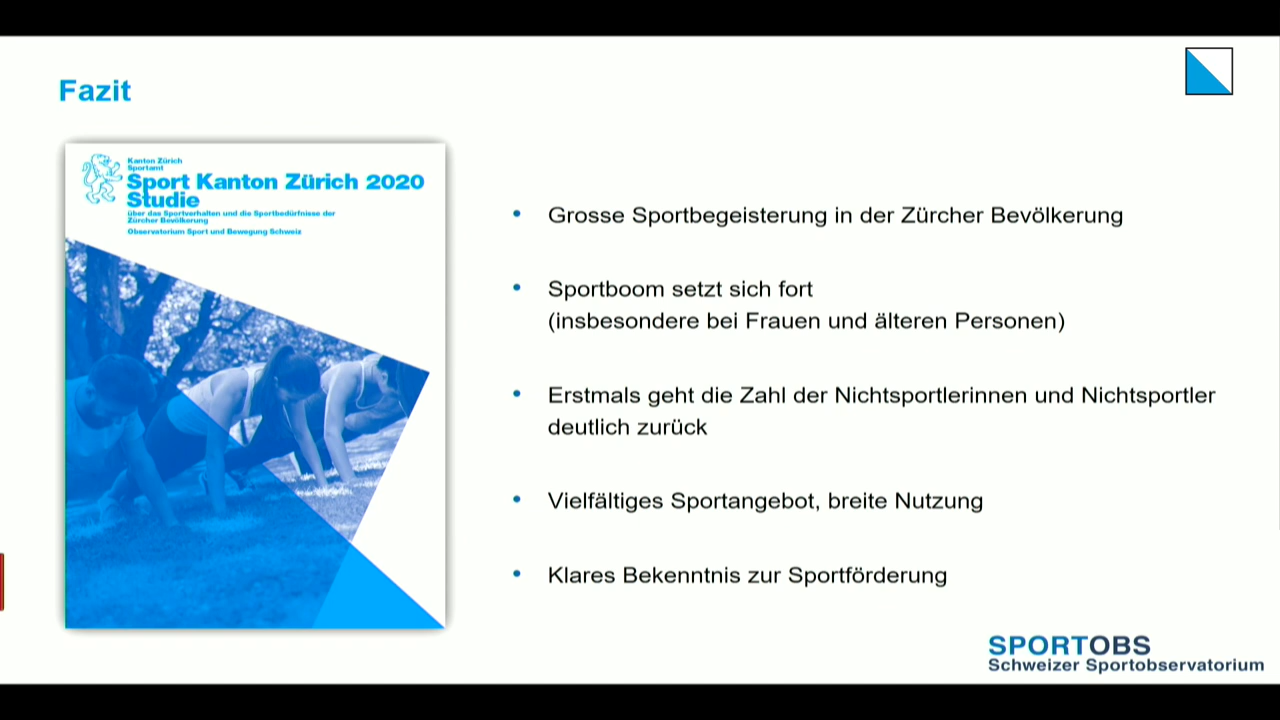 Fazit
Kanton Zürich
Sportamt
Sport Kanton Zürich 2020
Studie
über das Sportverhalten und die Sportbedürfnisse der
Zürcher Bevölkerung
Observatorium Sport und Bewegung Schweiz
• Grosse Sportbegeisterung in der Zürcher Bevölkerung
• Sportboom setzt sich fort
(insbesondere bei Frauen und älteren Personen)
• Erstmals geht die Zahl der Nichtsportlerinnen und Nichtsportler
deutlich zurück
• Vielfältiges Sportangebot, breite Nutzung
• Klares Bekenntnis zur Sportförderung
SPORTOBS
Schweizer Sportobservatorium